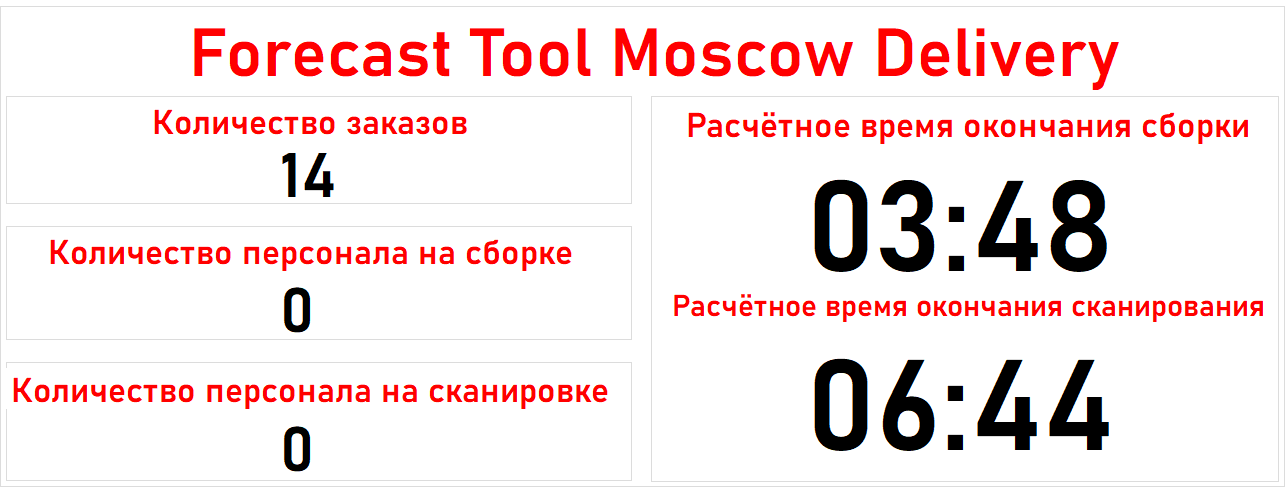 Forecast Tool Moscow Delivery
Количество заказов
14
Количество персонала на сборке
0
Количество персонала на сканировке
0
Расчётное время окончания сборки
03:48
Расчётное время окончания сканирования
06:44